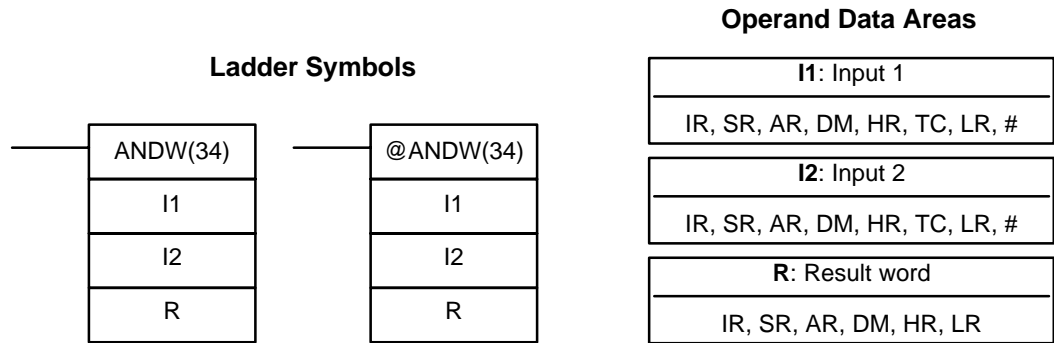 Ladder Symbols
ANDW(34)
I1
I2
R
@ANDW(34)
I1
I2
R
Operand Data Areas
I1: Input 1
IR, SR, AR, DM, HR, TC, LR, #
I2: Input 2
IR, SR, AR, DM, HR, TC, LR, #
R: Result word
IR, SR, AR, DM, HR, LR